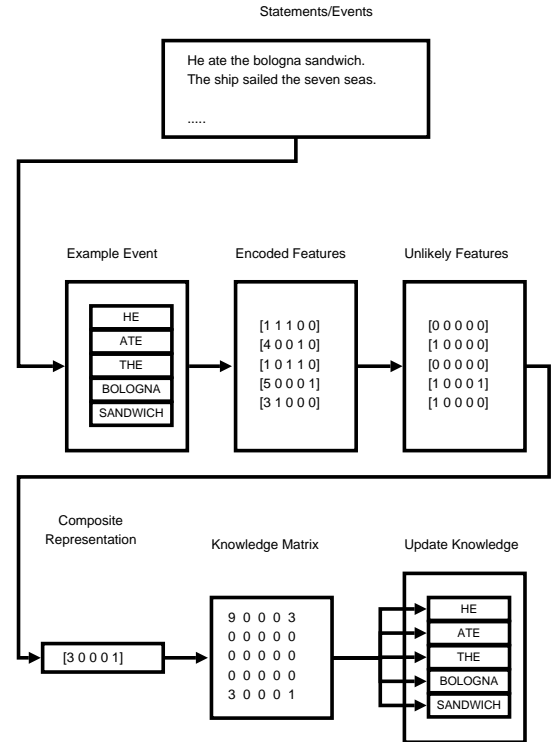 Statements/Events
He ate the bologna sandwich.
The ship sailed the seven seas.
.....
Example Event
Encoded Features
Unlikely Features
HE
ATE
THE
BOLOGNA
SANDWICH
[1 1 1 0 0]
[4 0 0 1 0]
[1 0 1 1 0]
[5 0 0 0 1]
[3 1 0 0 0]
[0 0 0 0 0]
[1 0 0 0 0]
[0 0 0 0 0]
[1 0 0 0 1]
[1 0 0 0 0]
Composite
Representation
Knowledge Matrix
Update Knowledge
[3 0 0 0 1]
9 0 0 0 3
0 0 0 0 0
0 0 0 0 0
0 0 0 0 0
3 0 0 0 1
HE
ATE
THE
BOLOGNA
SANDWICH